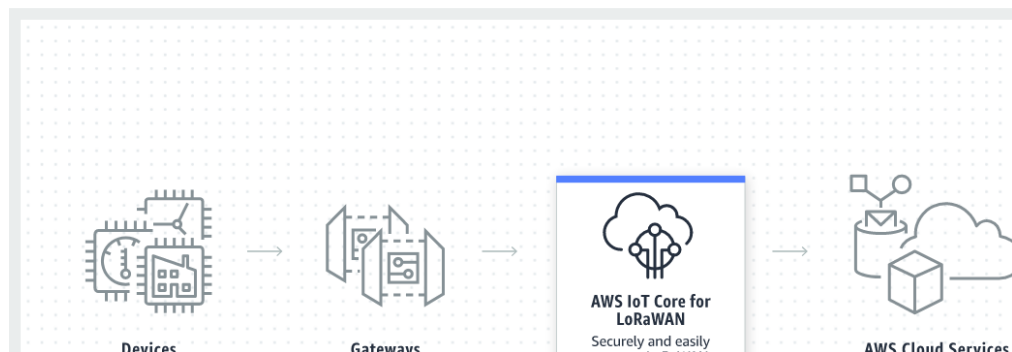 AWS IoT Core for
LoRaWAN
Securely and easily
Devices
Gateways
AWS Cloud Services